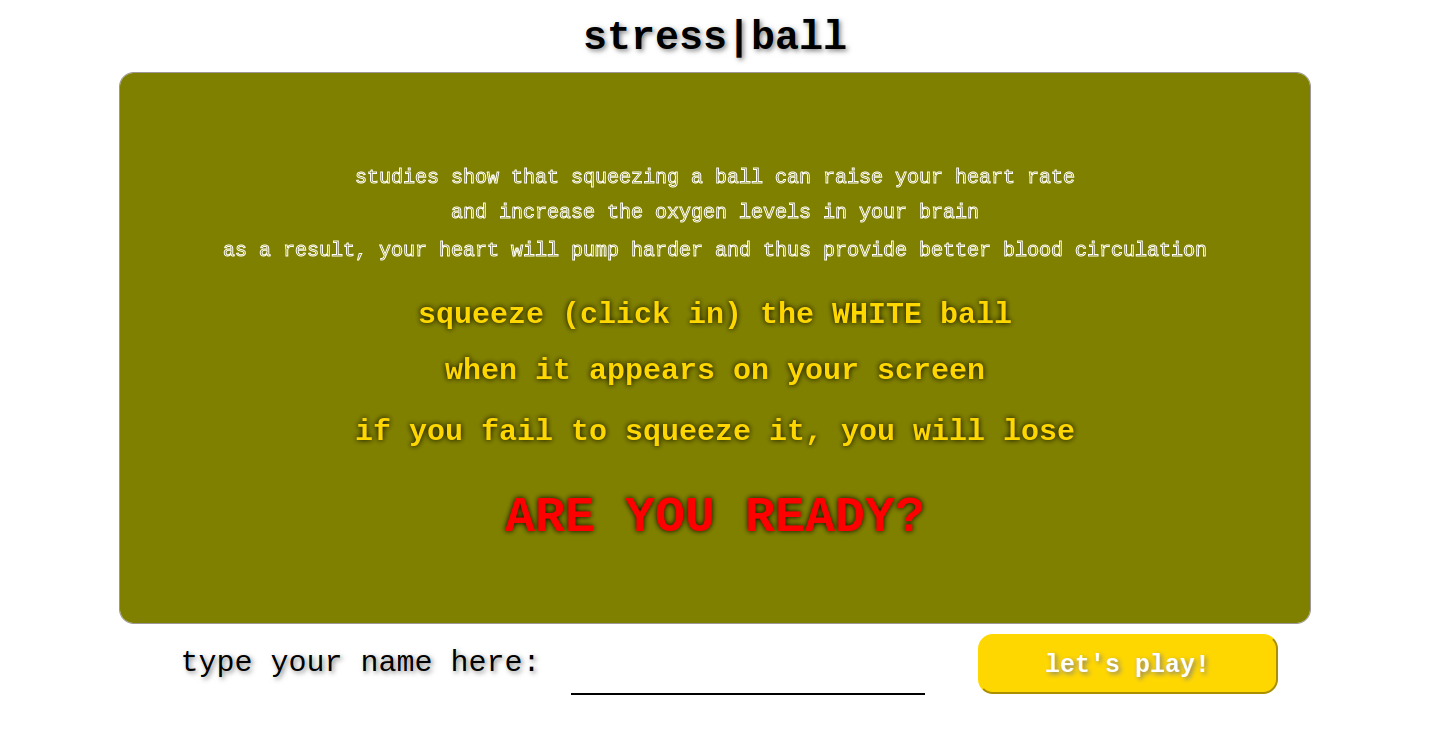 stress|ball
studies show that squeezing a ball can raise your heart rate
and increase the oxygen levels in your brain
as a result, your heart will pump harder and thus provide better blood circulation
squeeze (click in) the WHITE ball
when it appears on your screen
if you fail to squeeze it, you will lose
ARE YOU READY?
type your name here:
let's play!